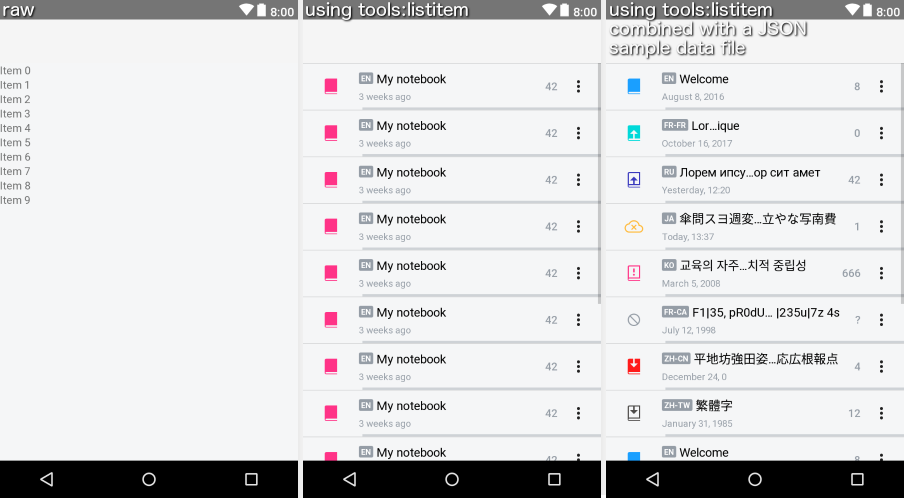 raw
8:00
Item 0
Item 1
Item 2
Item 3
Item 4
Item 5
Item 6
Item 7
Item 8
Item 9
using tools:listitem
8:00
EN My notebook
3 weeks ago
42
EN My notebook
3 weeks ago
42
EN My notebook
3 weeks ago
42
EN My notebook
3 weeks ago
42
EN My notebook
3 weeks ago
42
EN My notebook
3 weeks ago
42
EN My notebook
3 weeks ago
42
EN My notebook
3 weeks ago
42
EN My notebook
42
using tools:listitem
8:00
combined with a JSON
sample data file
EN Welcome
August 8, 2016
8
FR-FR Lor...ique
October 16, 2017
0
RU Лорем ипсу...ор сит амет
Yesterday, 12:20
42
JA 傘問スヨ週変...立やな写南費
Today, 13:37
1
KO 교육의 자주...치적 중립성
March 5, 2008
666
FR-CA F1|35, pR0dU... |235u|7z 4s
July 12, 1998
?
ZH-CN 平地坊強田姿...応広根報点
December 24, 0
4
ZH-TW 繁體字
January 31, 1985
12
EN Welcome
8